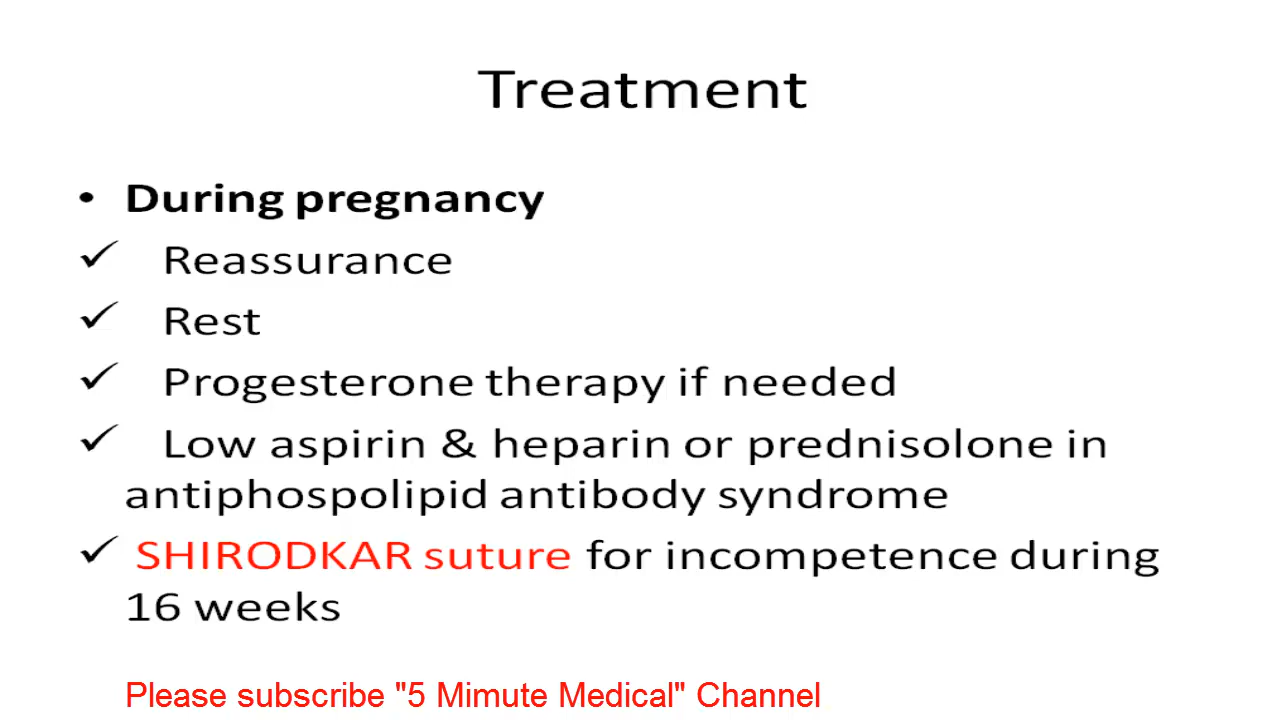 Treatment
• During pregnancy
✓ Reassurance
✓ Rest
✓ Progesterone therapy if needed
✓ Low aspirin & heparin or prednisolone in
antiphospolipid antibody syndrome
✓ SHIRODKAR suture for incompetence during
16 weeks
Please subscribe "5 Mimute Medical" Channel